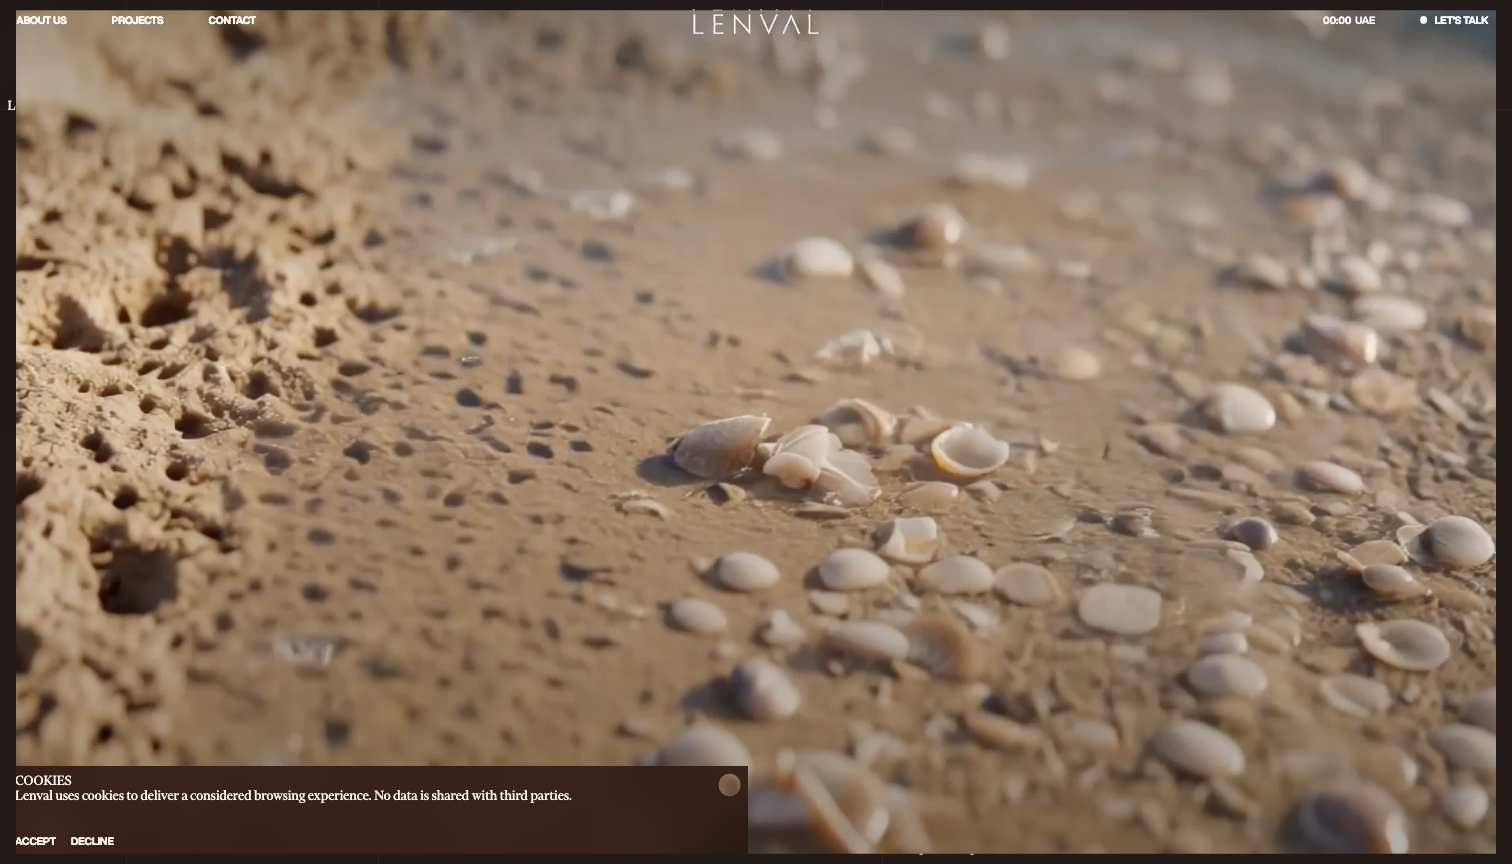 ABOUT US
PROJECTS
CONTACT
LENVAL
00:00 UAE
LET'S TALK
L
COOKIES
Lenval uses cookies to deliver a considered browsing experience. No data is shared with third parties.
ACCEPT
DECLINE